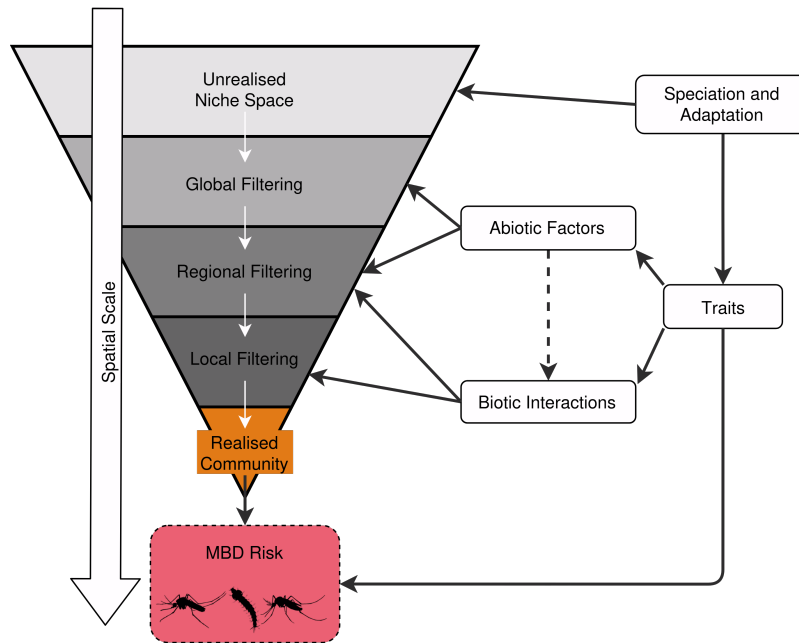 Unrealised
Niche Space
Global Filtering
Regional Filtering
Local Filtering
Realised
Community
MBD Risk
Spatial Scale
Speciation and
Adaptation
Abiotic Factors
Traits
Biotic Interactions